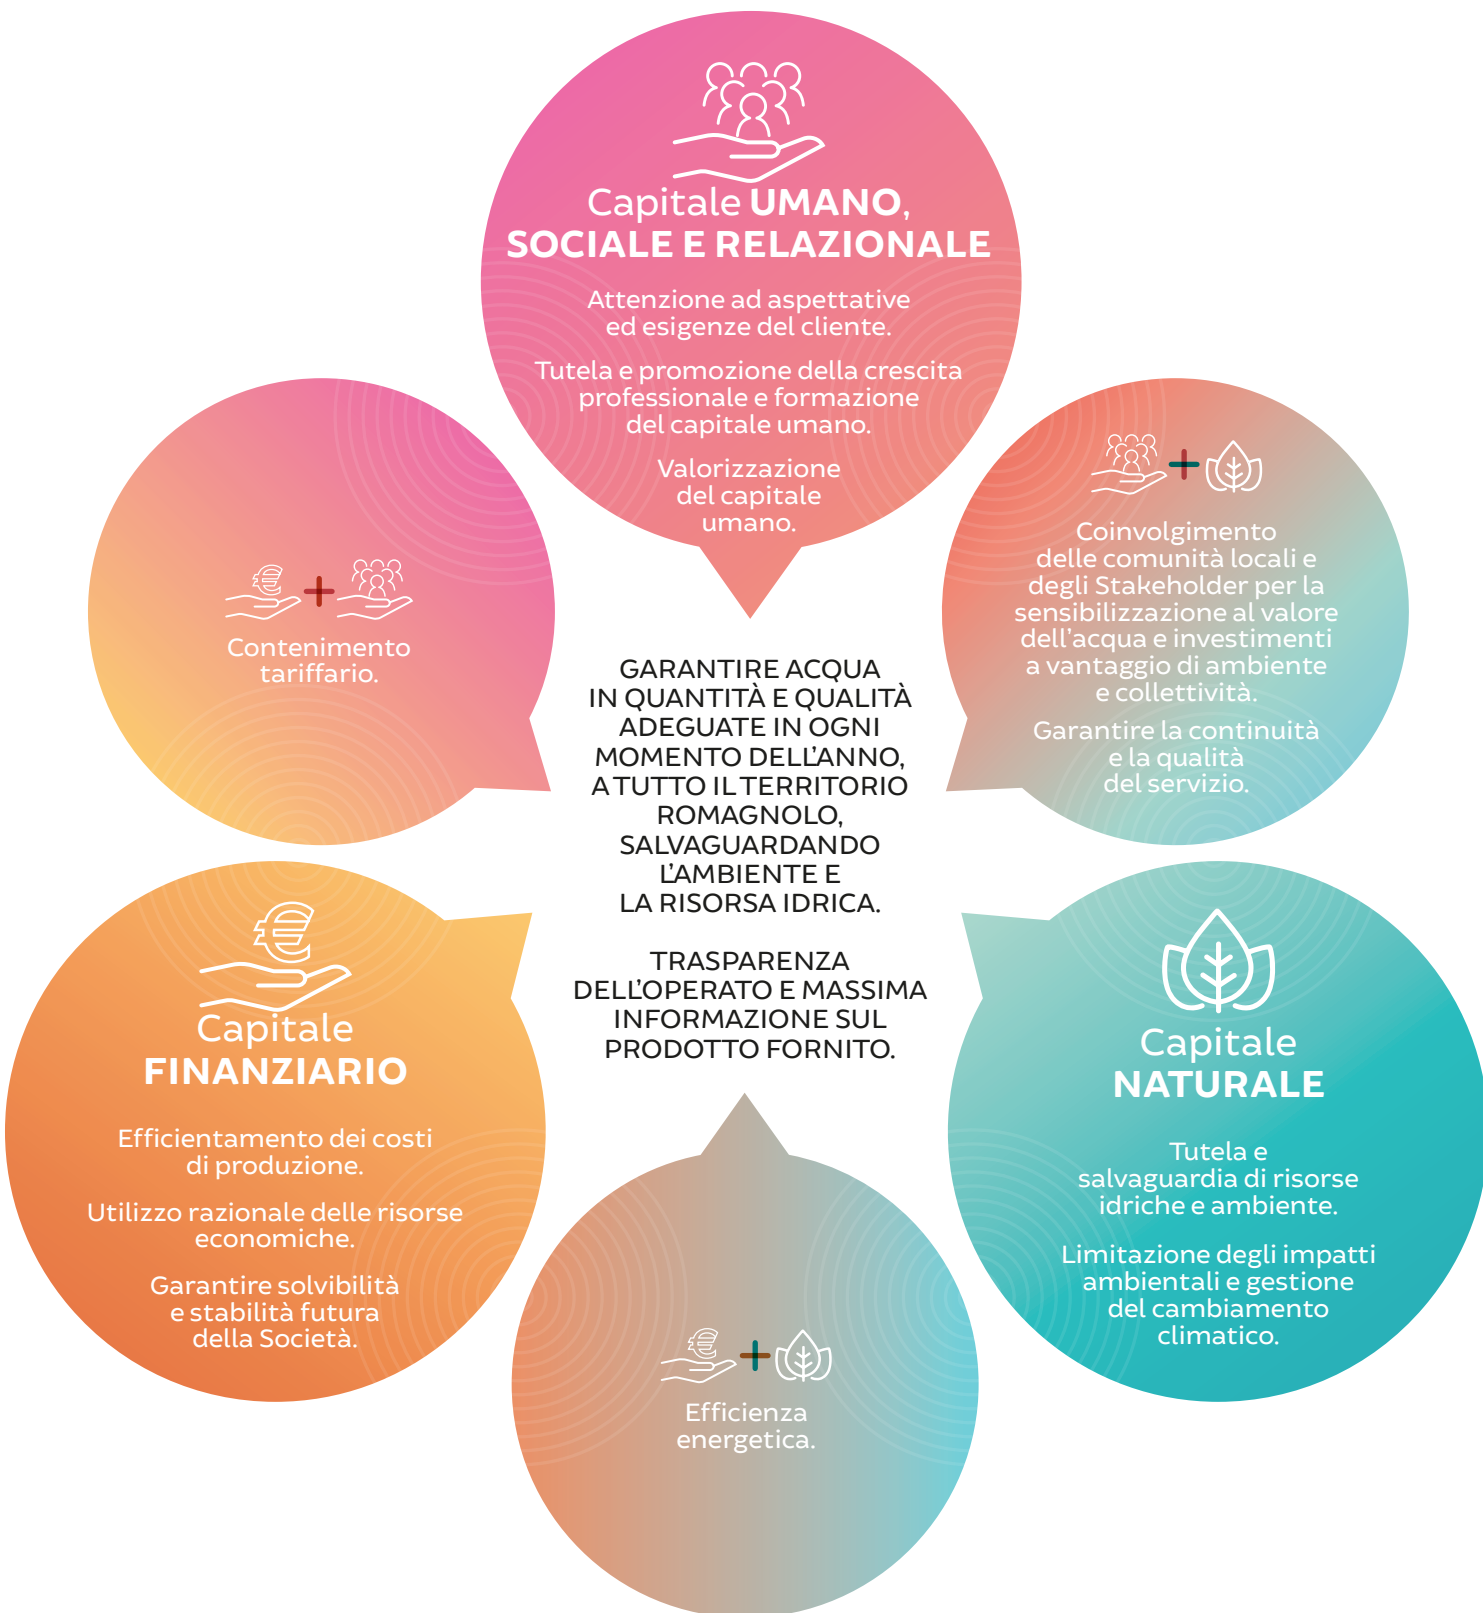 Capitale UMANO,
SOCIALE E RELAZIONALE
Attenzione ad aspettative
ed esigenze del cliente.
Tutela e promozione della crescita
professionale e formazione
del capitale umano.
Valorizzazione
del capitale
umano.
Contenimento
tariffario.
Coinvolgimento
delle comunità locali e
degli Stakeholder per la
sensibilizzazione al valore
dell'acqua e investimenti
a vantaggio di ambiente
e collettività.
Garantire la continuità
e la qualità
del servizio.
GARANTIRE ACQUA
IN QUANTITÀ E QUALITÀ
ADEGUATE IN OGNI
MOMENTO DELL'ANNO,
A TUTTO IL TERRITORIO
ROMAGNOLO,
SALVAGUARDANDO
L'AMBIENTE E
LA RISORSA IDRICA.
TRASPARENZA
DELL'OPERATO E MASSIMA
INFORMAZIONE SUL
PRODOTTO FORNITO.
Capitale
FINANZIARIO
Efficientamento dei costi
di produzione.
Utilizzo razionale delle risorse
economiche.
Garantire solvibilità
e stabilità futura
della Società.
Capitale
NATURALE
Tutela e
salvaguardia di risorse
idriche e ambiente.
Limitazione degli impatti
ambientali e gestione
del cambiamento
climatico.
Efficienza
energetica.